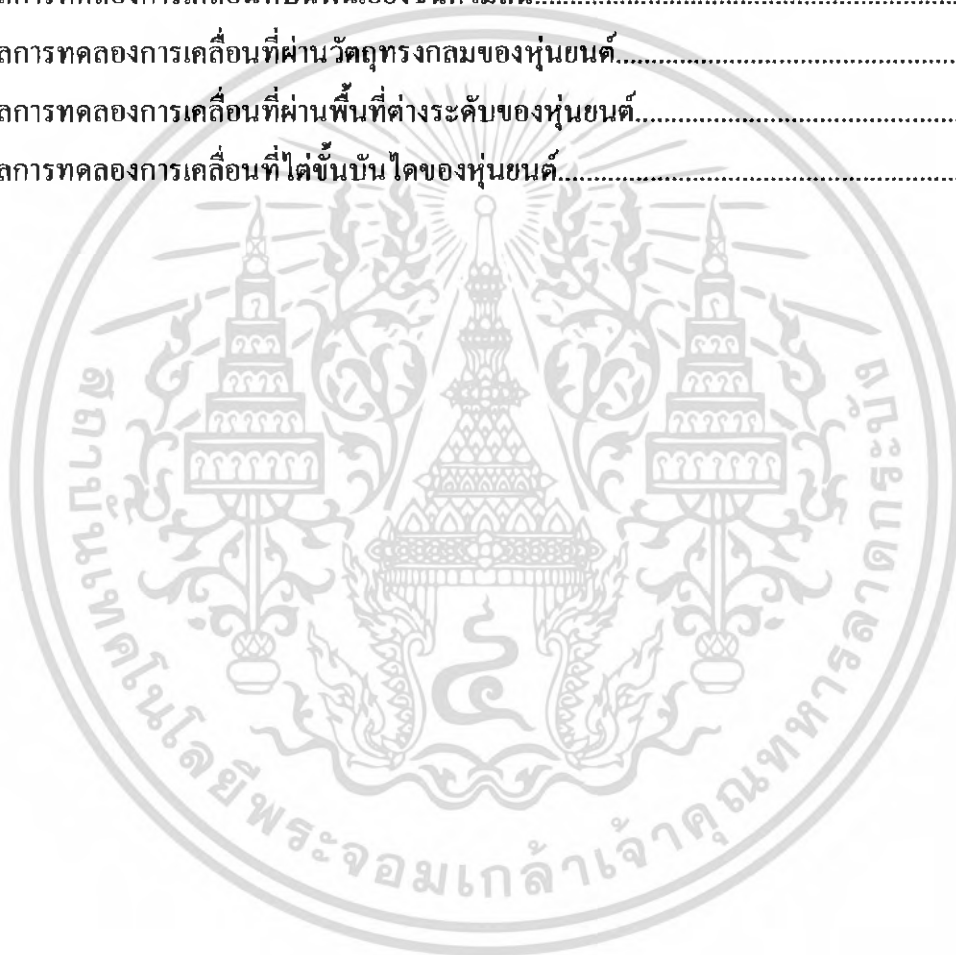 ลการทดลองการเคลื่อนที่ผ่านวัตถุทรงกลมของหุ่นยนต์
ลการทดลองการเคลื่อนที่ผ่านพื้นที่ต่างระดับของหุ่นยนต์
ลการทดลองการเคลื่อนที่ไต่ขั้นบันไดของหุ่นยนต์
สถาบันเทคโนโลยีพระจอมเกล้าเจ้าคุณทหารลาดกระบัง